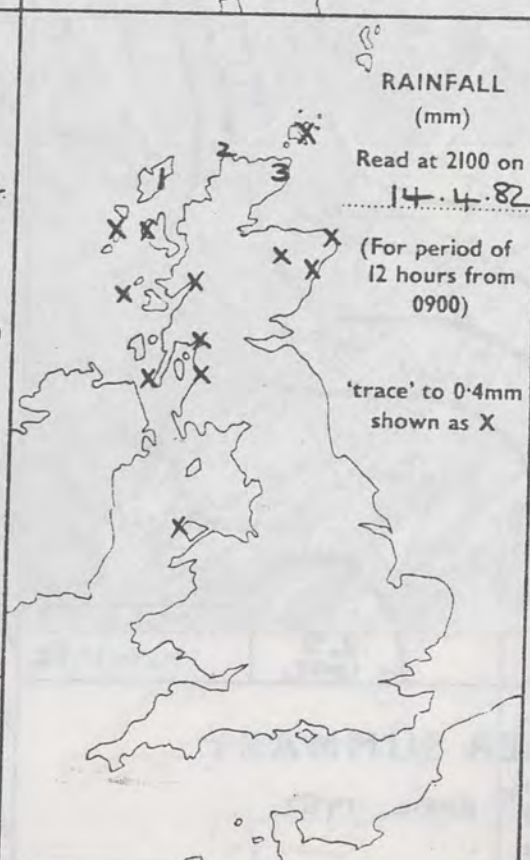 RAINFALL
(mm)
Read at 2100 on
14.4.82
(For period of
12 hours from
0900)
'trace' to 0·4mm
shown as X
X
2
1
3
X
X
X
X
X
X
X
X
X
X
X
X